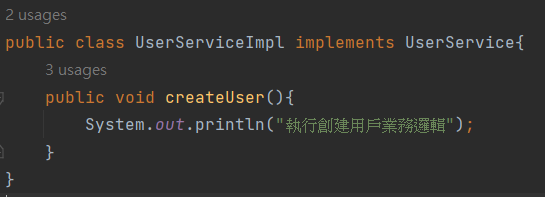 2 usages
public class UserServiceImpl implements UserService{
3 usages
public void createUser(){
System.out.println("執行創建用戶業務邏輯");
}
}